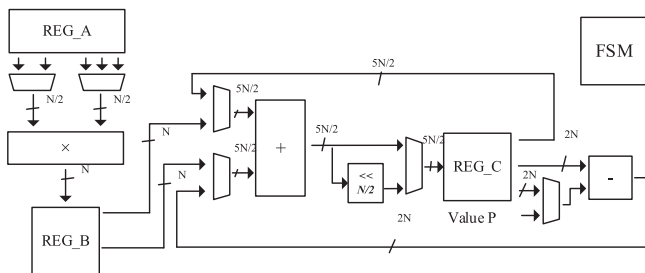 REG_A
FSM
5N/2
N/2
N/2
5N/2
N
5N/2
5N/2
2N
×
+
REG_C
N
N
5N/2
<<
N/2
2N
-
REG_B
2N
Value P